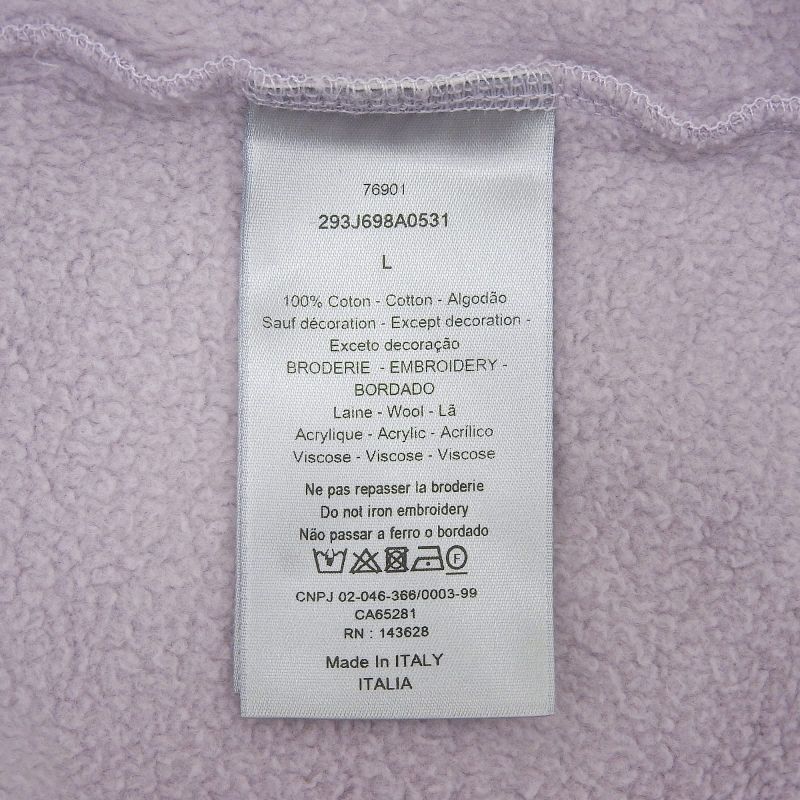 76901
293J698A0531
L
100% Coton - Cotton - Algodão
Sauf décoration - Except decoration -
Exceto decoração
BRODERIE - EMBROIDERY -
BORDADO
Laine - Wool - Lã
Acrylique - Acrylic - Acrílico
Viscose - Viscose - Viscose
Ne pas repasser la broderie
Do not iron embroidery
Não passar a ferro o bordado
F
CNPJ 02-046-366/0003-99
CA65281
RN : 143628
Made In ITALY
ITALIA